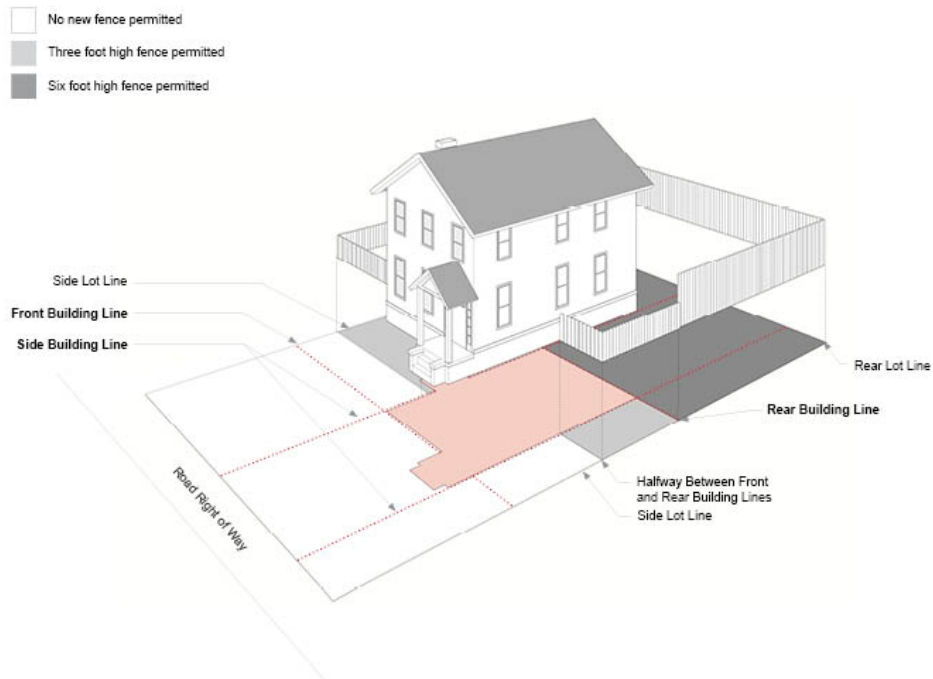 No new fence permitted
Three foot high fence permitted
Six foot high fence permitted
Side Lot Line
Front Building Line
Side Building Line
Rear Lot Line
Rear Building Line
Road Right of Way
Halfway Between Front
and Rear Building Lines
Side Lot Line